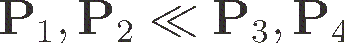 𝐏₁, 𝐏₂ ≪ 𝐏₃, 𝐏₄